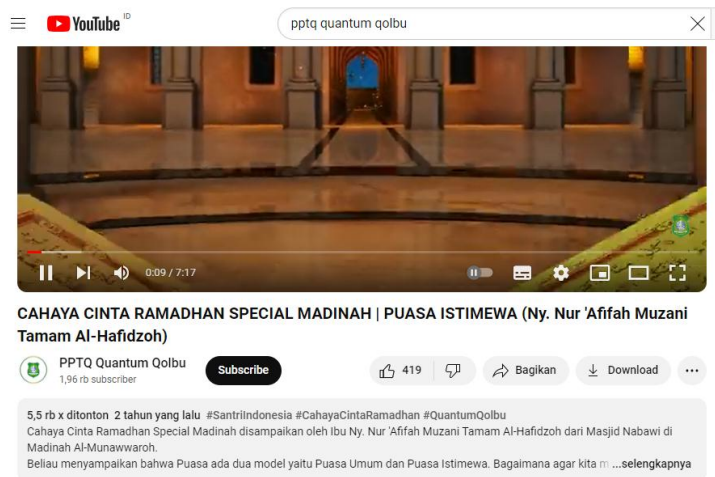 YouTube ID
pptq quantum qolbu
0:09 / 7:17
CAHAYA CINTA RAMADHAN SPECIAL MADINAH | PUASA ISTIMEWA (Ny. Nur 'Afifah Muzani
Tamam Al-Hafidzoh)
PPTQ Quantum Qolbu
1,96 rb subscriber
Subscribe
419
Bagikan
Download
5,5 rb x ditonton 2 tahun yang lalu #SantriIndonesia #CahayaCintaRamadhan #QuantumQolbu
Cahaya Cinta Ramadhan Special Madinah disampaikan oleh Ibu Ny. Nur 'Afifah Muzani Tamam Al-Hafidzoh dari Masjid Nabawi di
Madinah Al-Munawwaroh.
Beliau menyampaikan bahwa Puasa ada dua model yaitu Puasa Umum dan Puasa Istimewa. Bagaimana agar kita m ...selengkapnya